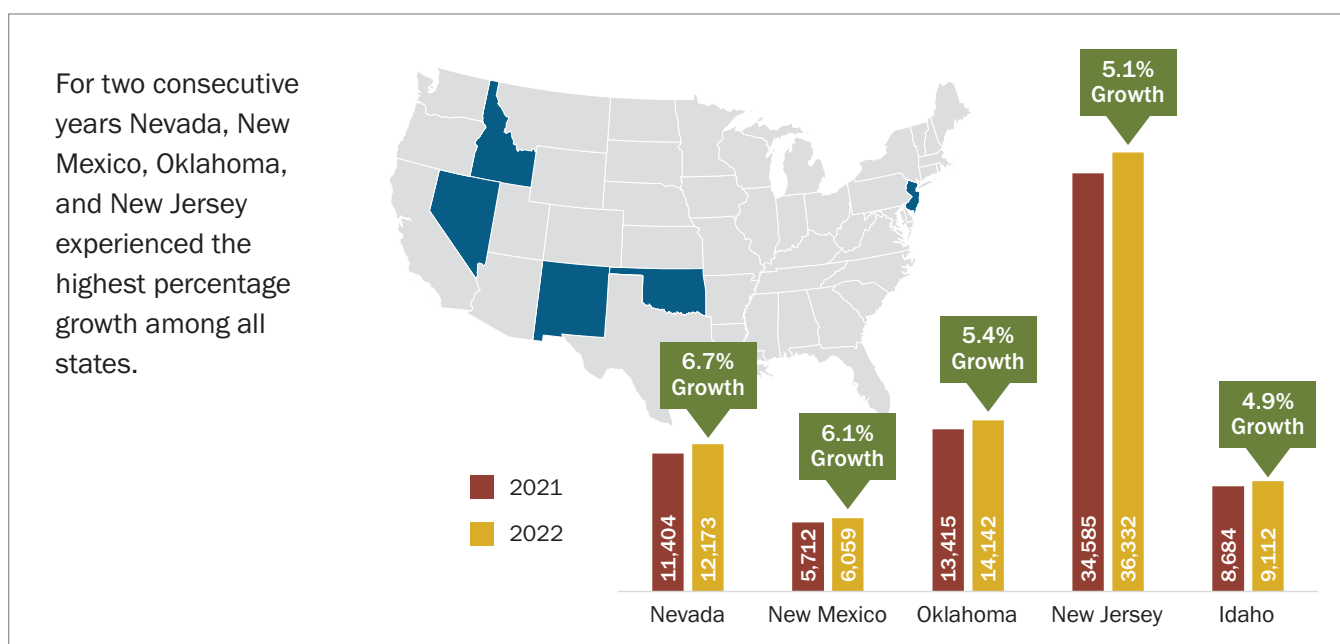 For two consecutive
years Nevada, New
Mexico, Oklahoma,
and New Jersey
experienced the
highest percentage
growth among all
states.
6.7%
Growth
6.1%
Growth
5.4%
Growth
5.1%
Growth
4.9%
Growth
2021
2022
11,404
12,173
5,712
6,059
13,415
14,142
34,585
36,332
8,684
9,112
Nevada
New Mexico
Oklahoma
New Jersey
Idaho